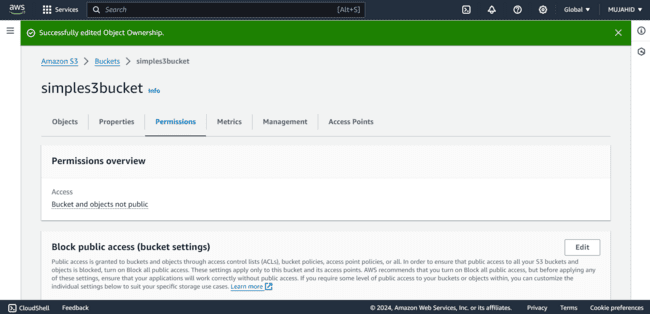 aws
Services
Search
[Alt+S]
Global
MUJAHID
Successfully edited Object Ownership.
Amazon S3 > Buckets > simples3bucket
simples3bucket Info
Objects
Properties
Permissions
Metrics
Management
Access Points
Permissions overview
Access
Bucket and objects not public
Block public access (bucket settings)
Edit
Public access is granted to buckets and objects through access control lists (ACLs), bucket policies, access point policies, or all. In order to ensure that public access to all your S3 buckets and
objects is blocked, turn on Block all public access. These settings apply only to this bucket and its access points. AWS recommends that you turn on Block all public access, but before applying any
of these settings, ensure that your applications will work correctly without public access. If you require some level of public access to your buckets or objects within, you can customize the
individual settings below to suit your specific storage use cases. Learn more
CloudShell
Feedback
© 2024, Amazon Web Services, Inc. or its affiliates.
Privacy
Terms
Cookie preferences